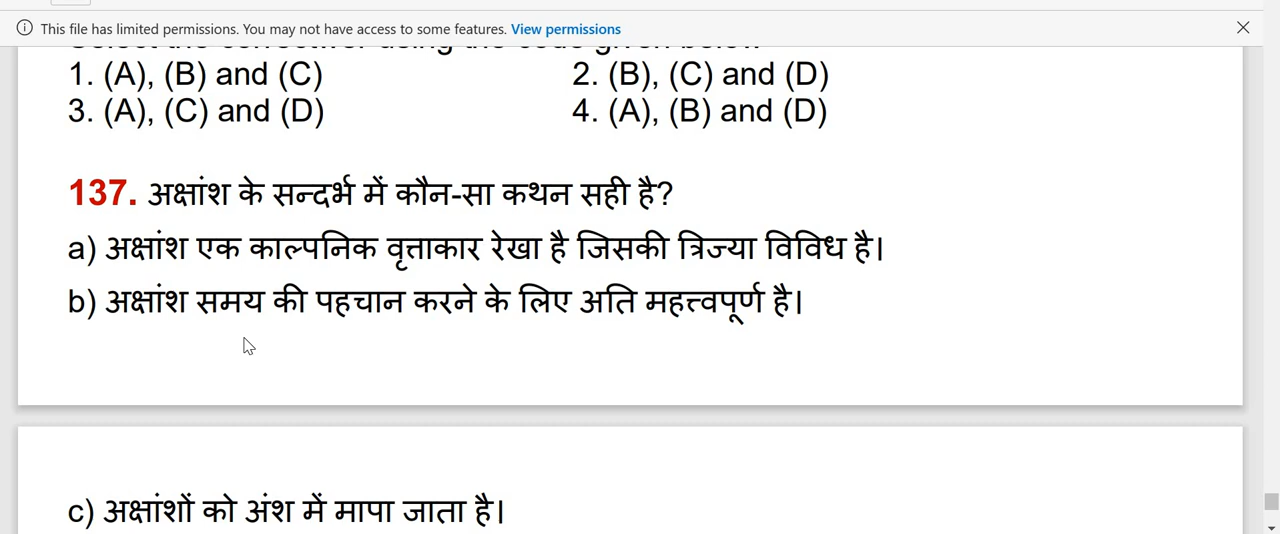 This file has limited permissions. You may not have access to some features. View permissions
1. (A), (B) and (C) 2. (B), (C) and (D)
3. (A), (C) and (D) 4. (A), (B) and (D)
137. अक्षांश के सन्दर्भ में कौन-सा कथन सही है?
a) अक्षांश एक काल्पनिक वृत्ताकार रेखा है जिसकी त्रिज्या विविध है।
b) अक्षांश समय की पहचान करने के लिए अति महत्त्वपूर्ण है।
c) अक्षांशों को अंश में मापा जाता है।